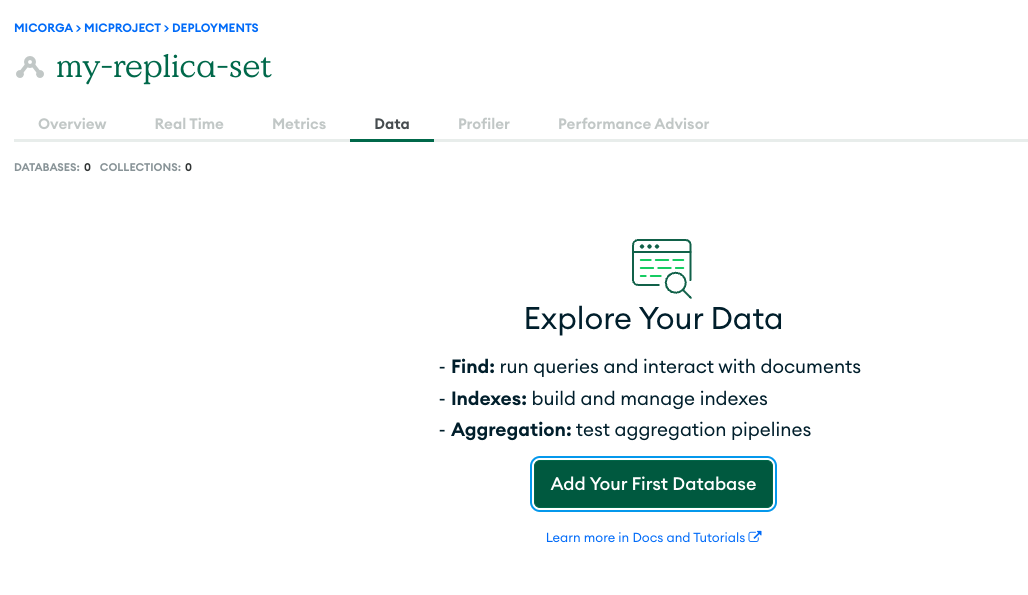 MICORGA > MICPROJECT > DEPLOYMENTS
my-replica-set
Overview Real Time Metrics Data Profiler Performance Advisor
DATABASES: 0 COLLECTIONS: 0
Explore Your Data
- Find: run queries and interact with documents
- Indexes: build and manage indexes
- Aggregation: test aggregation pipelines
Add Your First Database
Learn more in Docs and Tutorials